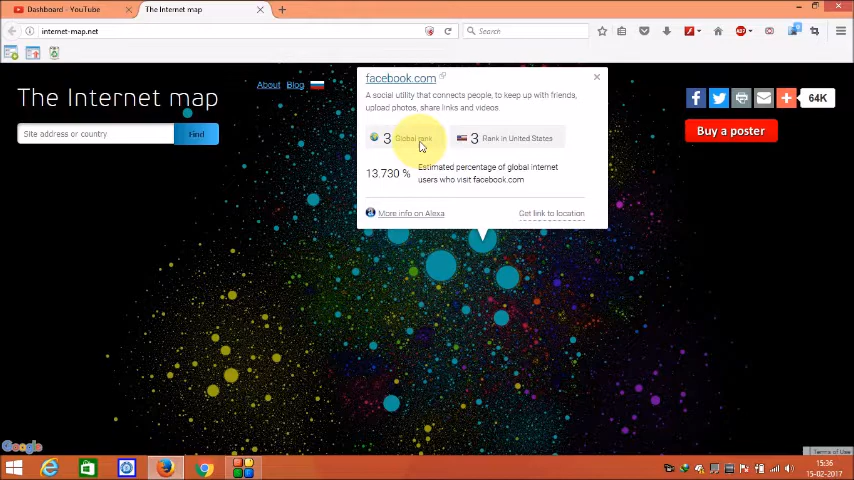 Dashboard - YouTube
The Internet map
internet-map.net
Search
The Internet map
About
Blog
Site address or country
Find
facebook.com
A social utility that connects people, to keep up with friends,
upload photos, share links and videos.
3 Global rank
3 Rank in United States
13.730 %
Estimated percentage of global internet
users who visit facebook.com
More info on Alexa
Get link to location
64K
Buy a poster
Google
Terms of Use
15:36
15-02-2017